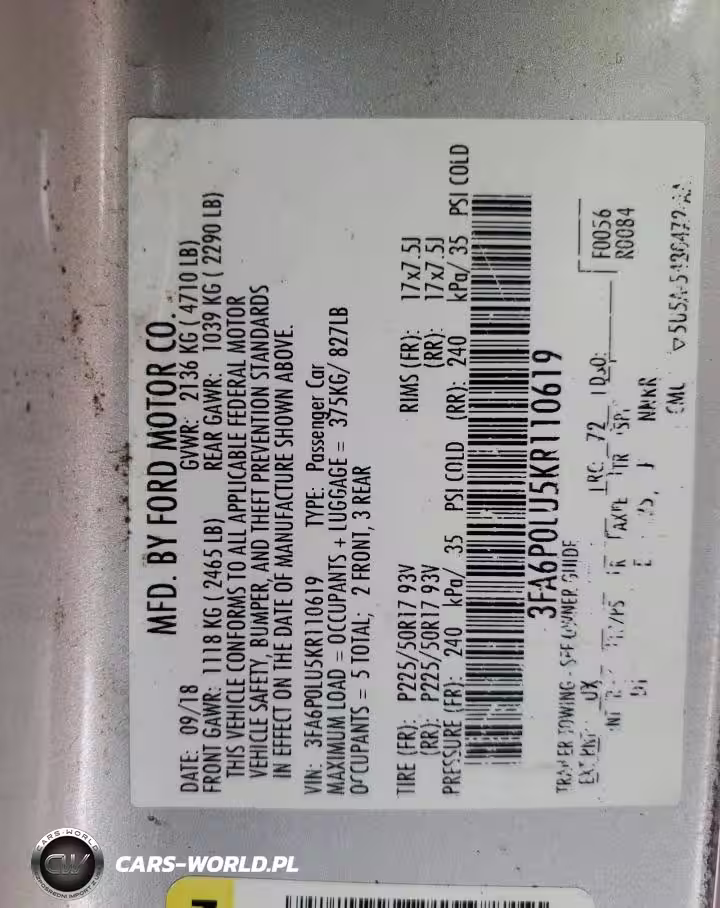 MFD. BY FORD MOTOR CO.
DATE: 09/18 GVWR: 2136 KG ( 4710 LB)
FRONT GAWR: 1118 KG ( 2465 LB) REAR GAWR: 1039 KG ( 2290 LB)
THIS VEHICLE CONFORMS TO ALL APPLICABLE FEDERAL MOTOR
VEHICLE SAFETY, BUMPER, AND THEFT PREVENTION STANDARDS
IN EFFECT ON THE DATE OF MANUFACTURE SHOWN ABOVE.
VIN: 3FA6P0LU5KR110619 TYPE: Passenger Car
MAXIMUM LOAD = OCCUPANTS + LUGGAGE = 375KG/ 827LB
OCCUPANTS = 5 TOTAL; 2 FRONT, 3 REAR
TIRE (FR): P225/50R17 93V RIMS (FR): 17x7.5J
(RR): P225/50R17 93V (RR): 17x7.5J
PRESSURE (FR): 240 kPa/ 35 PSI COLD (RR): 240 kPa/ 35 PSI COLD
3FA6P0LU5KR110619
TRAILER TOWING - SEE OWNER GUIDE
F0056
R0084
UX 72
CARS-WORLD
CW
CARS-WORLD.PL